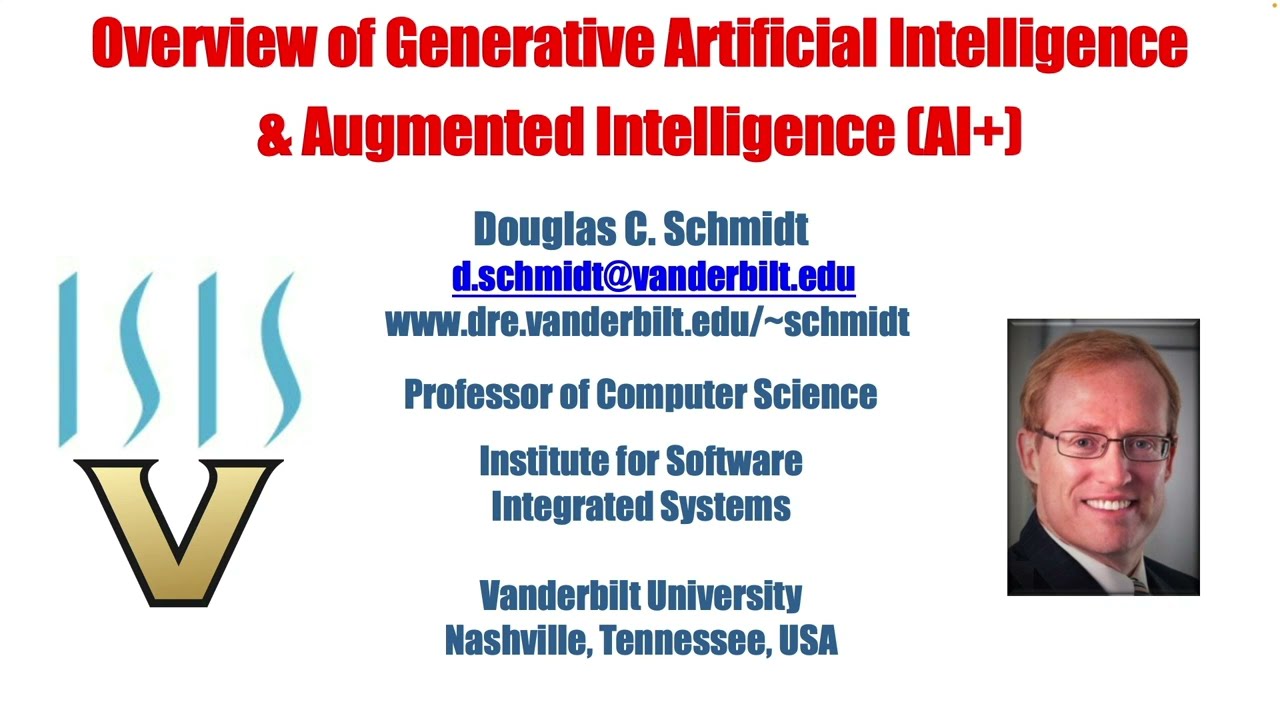 Overview of Generative Artificial Intelligence
& Augmented Intelligence (AI+)
Douglas C. Schmidt
d.schmidt@vanderbilt.edu
www.dre.vanderbilt.edu/~schmidt
Professor of Computer Science
Institute for Software
Integrated Systems
Vanderbilt University
Nashville, Tennessee, USA
ISIS
V